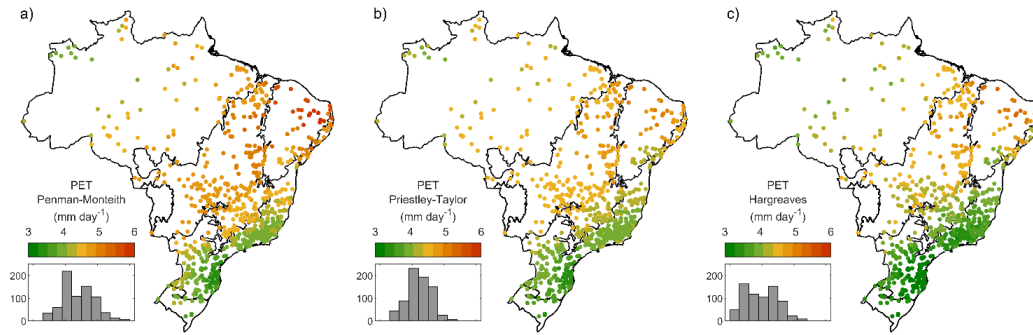 a)
PET
Penman-Monteith
(mm day⁻¹)
3 4 5 6
200
100
0
b)
PET
Priestley-Taylor
(mm day⁻¹)
3 4 5 6
200
100
0
c)
PET
Hargreaves
(mm day⁻¹)
3 4 5 6
200
100
0